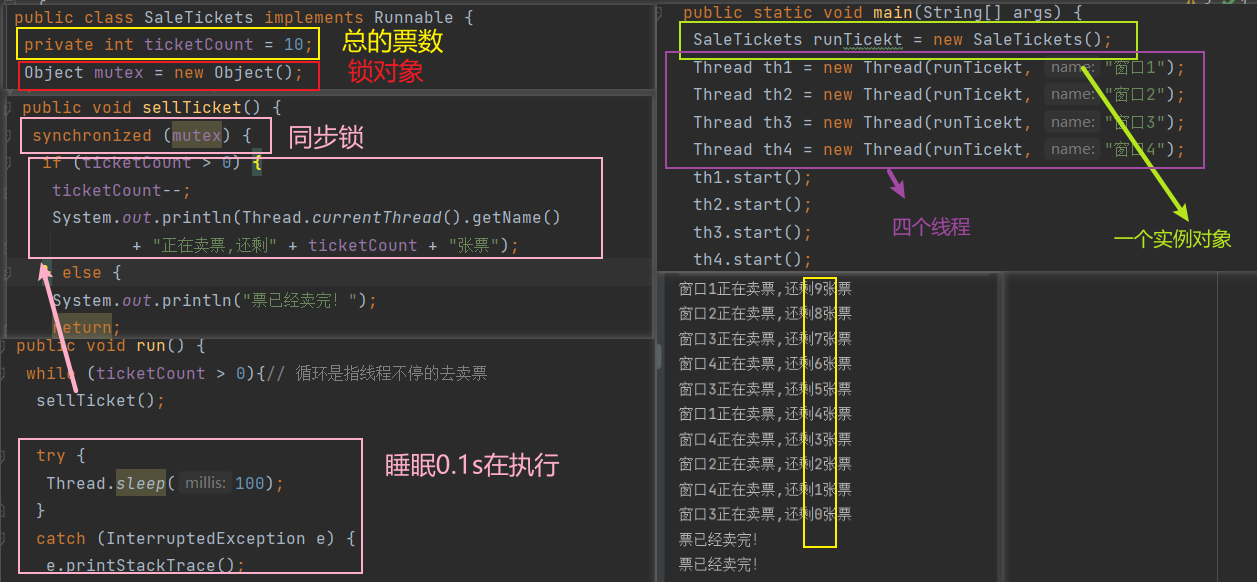 public class SaleTickets implements Runnable {
private int ticketCount = 10;
总的票数
Object mutex = new Object();
锁对象
public void sellTicket() {
synchronized (mutex) {
同步锁
if (ticketCount > 0) {
ticketCount--;
System.out.println(Thread.currentThread().getName()
+ "正在卖票,还剩" + ticketCount + "张票");
} else {
System.out.println("票已经卖完! ");
return;
public void run() {
while (ticketCount > 0){// 循环是指线程不停的去卖票
sellTicket();
try {
Thread.sleep( millis: 100);
}
catch (InterruptedException e) {
e.printStackTrace();
睡眠0.1s在执行
public static void main(String[] args) {
SaleTickets runTicekt = new SaleTickets();
Thread th1 = new Thread(runTicekt, name: "窗口1");
Thread th2 = new Thread(runTicekt, name: "窗口2");
Thread th3 = new Thread(runTicekt, name: "窗口3");
Thread th4 = new Thread(runTicekt, name: "窗口4");
th1.start();
th2.start();
th3.start();
th4.start();
四个线程
一个实例对象
窗口1正在卖票,还剩9张票
窗口2正在卖票,还剩8张票
窗口3正在卖票,还剩7张票
窗口4正在卖票,还剩6张票
窗口3正在卖票,还剩5张票
窗口1正在卖票,还剩4张票
窗口4正在卖票,还剩3张票
窗口2正在卖票,还剩2张票
窗口4正在卖票,还剩1张票
窗口3正在卖票,还剩0张票
票已经卖完!
票已经卖完!